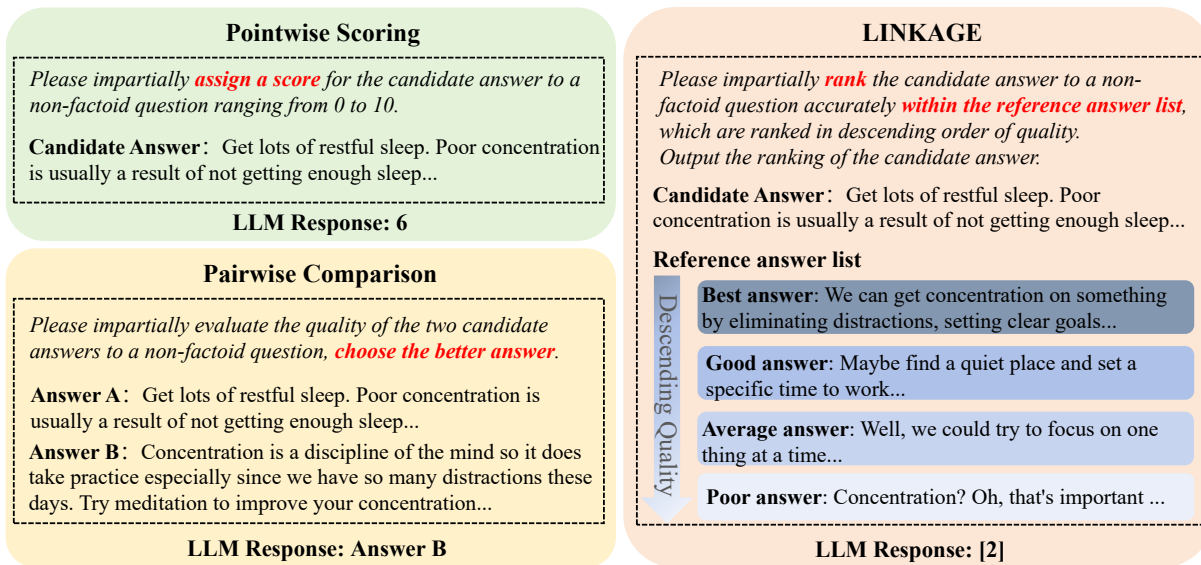 Pointwise Scoring
Please impartially assign a score for the candidate answer to a
non-factoid question ranging from 0 to 10.
Candidate Answer： Get lots of restful sleep. Poor concentration
is usually a result of not getting enough sleep...
LLM Response: 6
Pairwise Comparison
Please impartially evaluate the quality of the two candidate
answers to a non-factoid question, choose the better answer.
Answer A： Get lots of restful sleep. Poor concentration is
usually a result of not getting enough sleep...
Answer B： Concentration is a discipline of the mind so it does
take practice especially since we have so many distractions these
days. Try meditation to improve your concentration...
LLM Response: Answer B
LINKAGE
Please impartially rank the candidate answer to a non-
factoid question accurately within the reference answer list,
which are ranked in descending order of quality.
Output the ranking of the candidate answer.
Candidate Answer： Get lots of restful sleep. Poor
concentration is usually a result of not getting enough sleep...
Reference answer list
Descending Quality
Best answer: We can get concentration on something
by eliminating distractions, setting clear goals...
Good answer: Maybe find a quiet place and set a
specific time to work...
Average answer: Well, we could try to focus on one
thing at a time...
Poor answer: Concentration? Oh, that's important ...
LLM Response: [2]